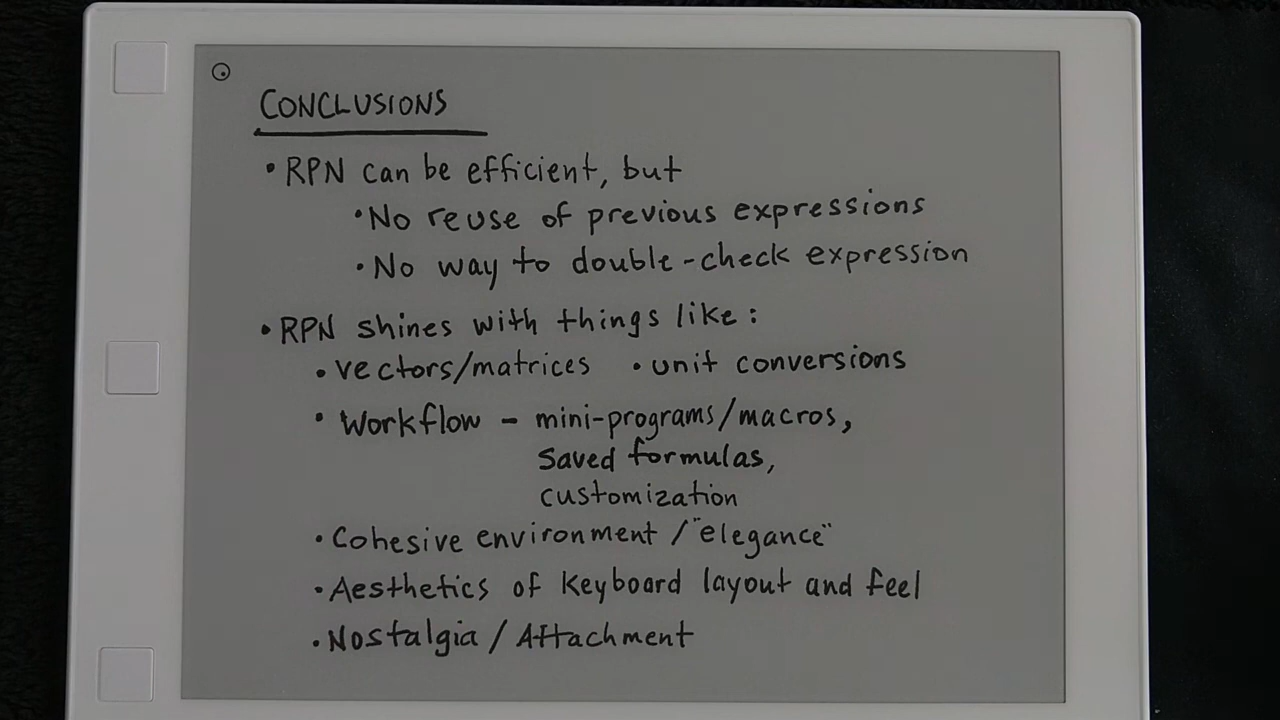 CONCLUSIONS
• RPN can be efficient, but
• No reuse of previous expressions
• No way to double-check expression
• RPN shines with things like:
• vectors/matrices • unit conversions
• Workflow – mini-programs/macros,
saved formulas,
customization
• Cohesive environment / "elegance"
• Aesthetics of keyboard layout and feel
• Nostalgia / Attachment